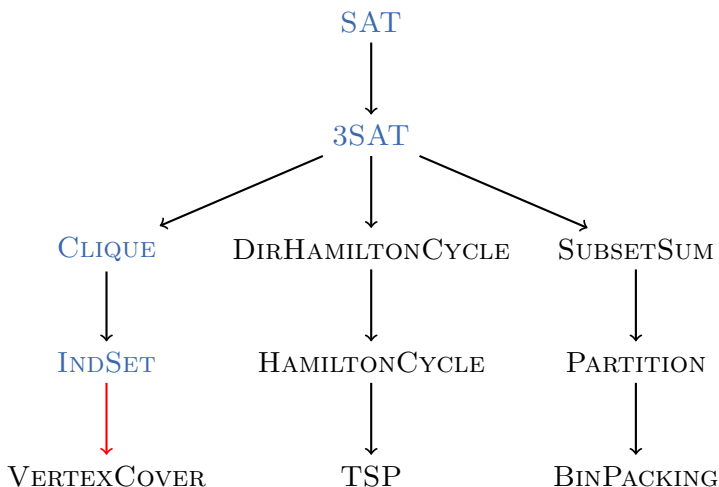 SAT
3SAT
CLIQUE DIRHAMILTONCYCLE SUBSETSUM
INDSET HAMILTONCYCLE PARTITION
VERTEXCOVER TSP BINPACKING